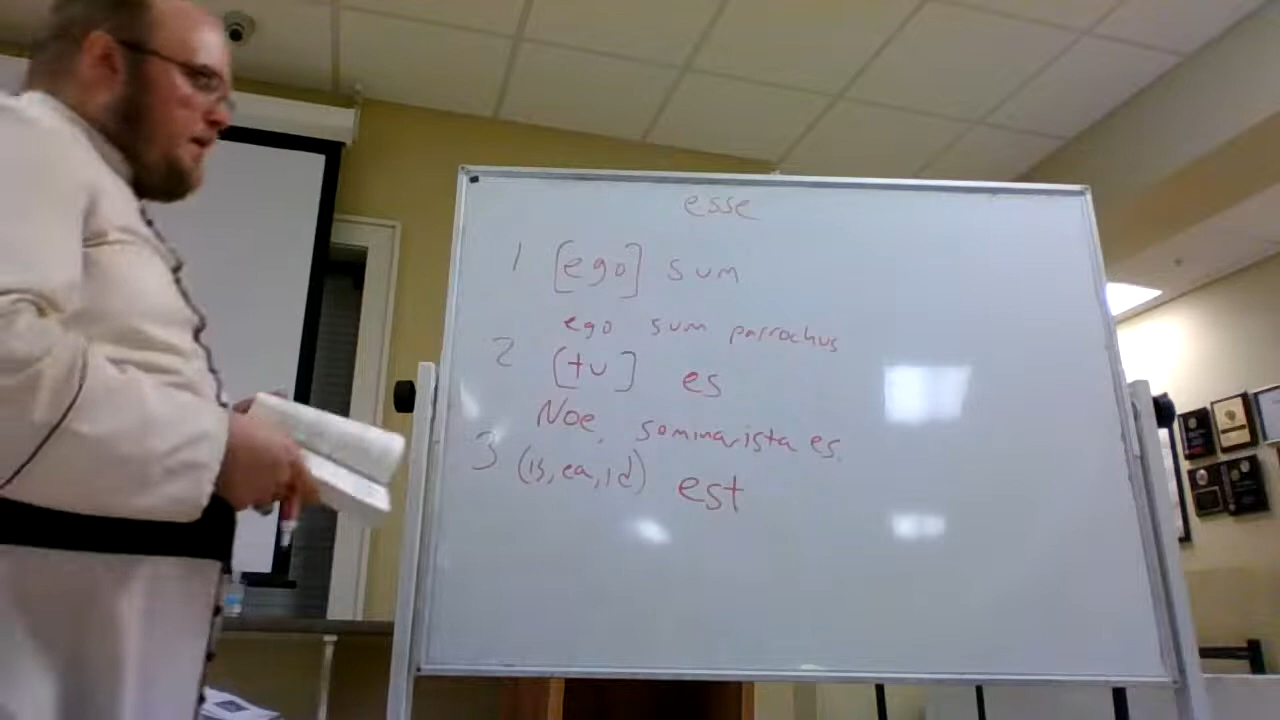 esse
1 [ego] sum
ego sum parrochus
2 [tu] es
Noe, seminarista es.
3 (is, ea, id) est